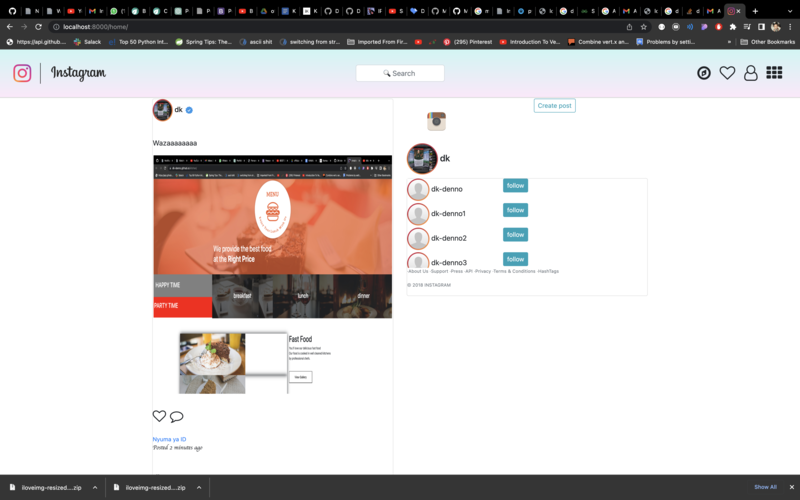 localhost:8000/home/
https://api.github.... Salack Top 50 Python Int... Spring Tips: The... ascii shit switching from str... Imported From Fir... (295) Pinterest Introduction To Ve... Combine vert.x an... Problems by setti... » Other Bookmarks
Instagram
Search
dk
Create post
Wazaaaaaaaa
dk
MENU
We provide the best food
at the Right Price
HAPPY TIME
PARTY TIME
breakfast
lunch
dinner
Fast Food
dk-denno follow
dk-denno1 follow
dk-denno2 follow
dk-denno3 follow
About Us Support Press API Privacy Terms & Conditions HashTags
© 2018 INSTAGRAM
Nyuma ya ID
Posted 2 minutes ago
iloveimg-resized....zip
iloveimg-resized....zip
Show All